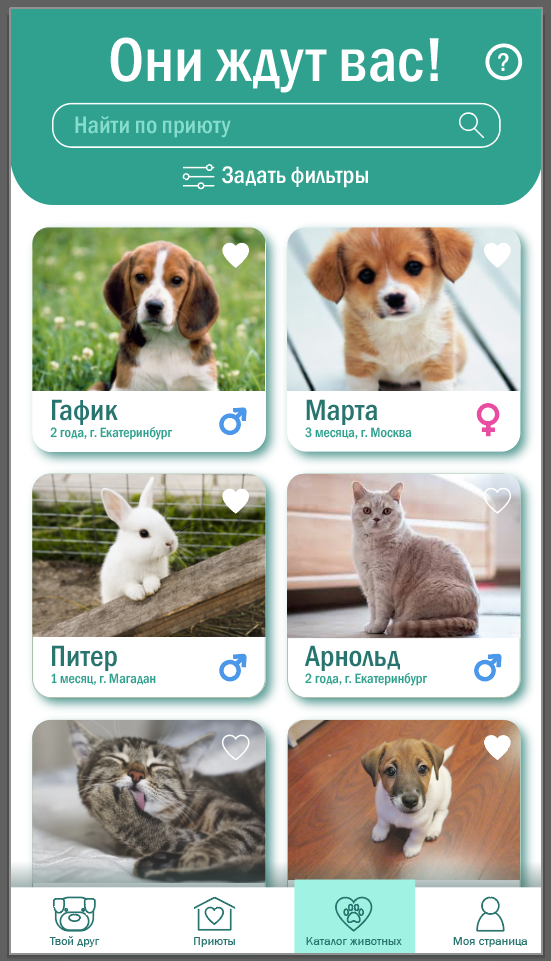 Они ждут вас!
?
Найти по приюту
Задать фильтры
Гафик
2 года, г. Екатеринбург
Марта
3 месяца, г. Москва
Питер
1 месяц, г. Магадан
Арнольд
2 года, г. Екатеринбург
Твой друг
Приюты
Каталог животных
Моя страница